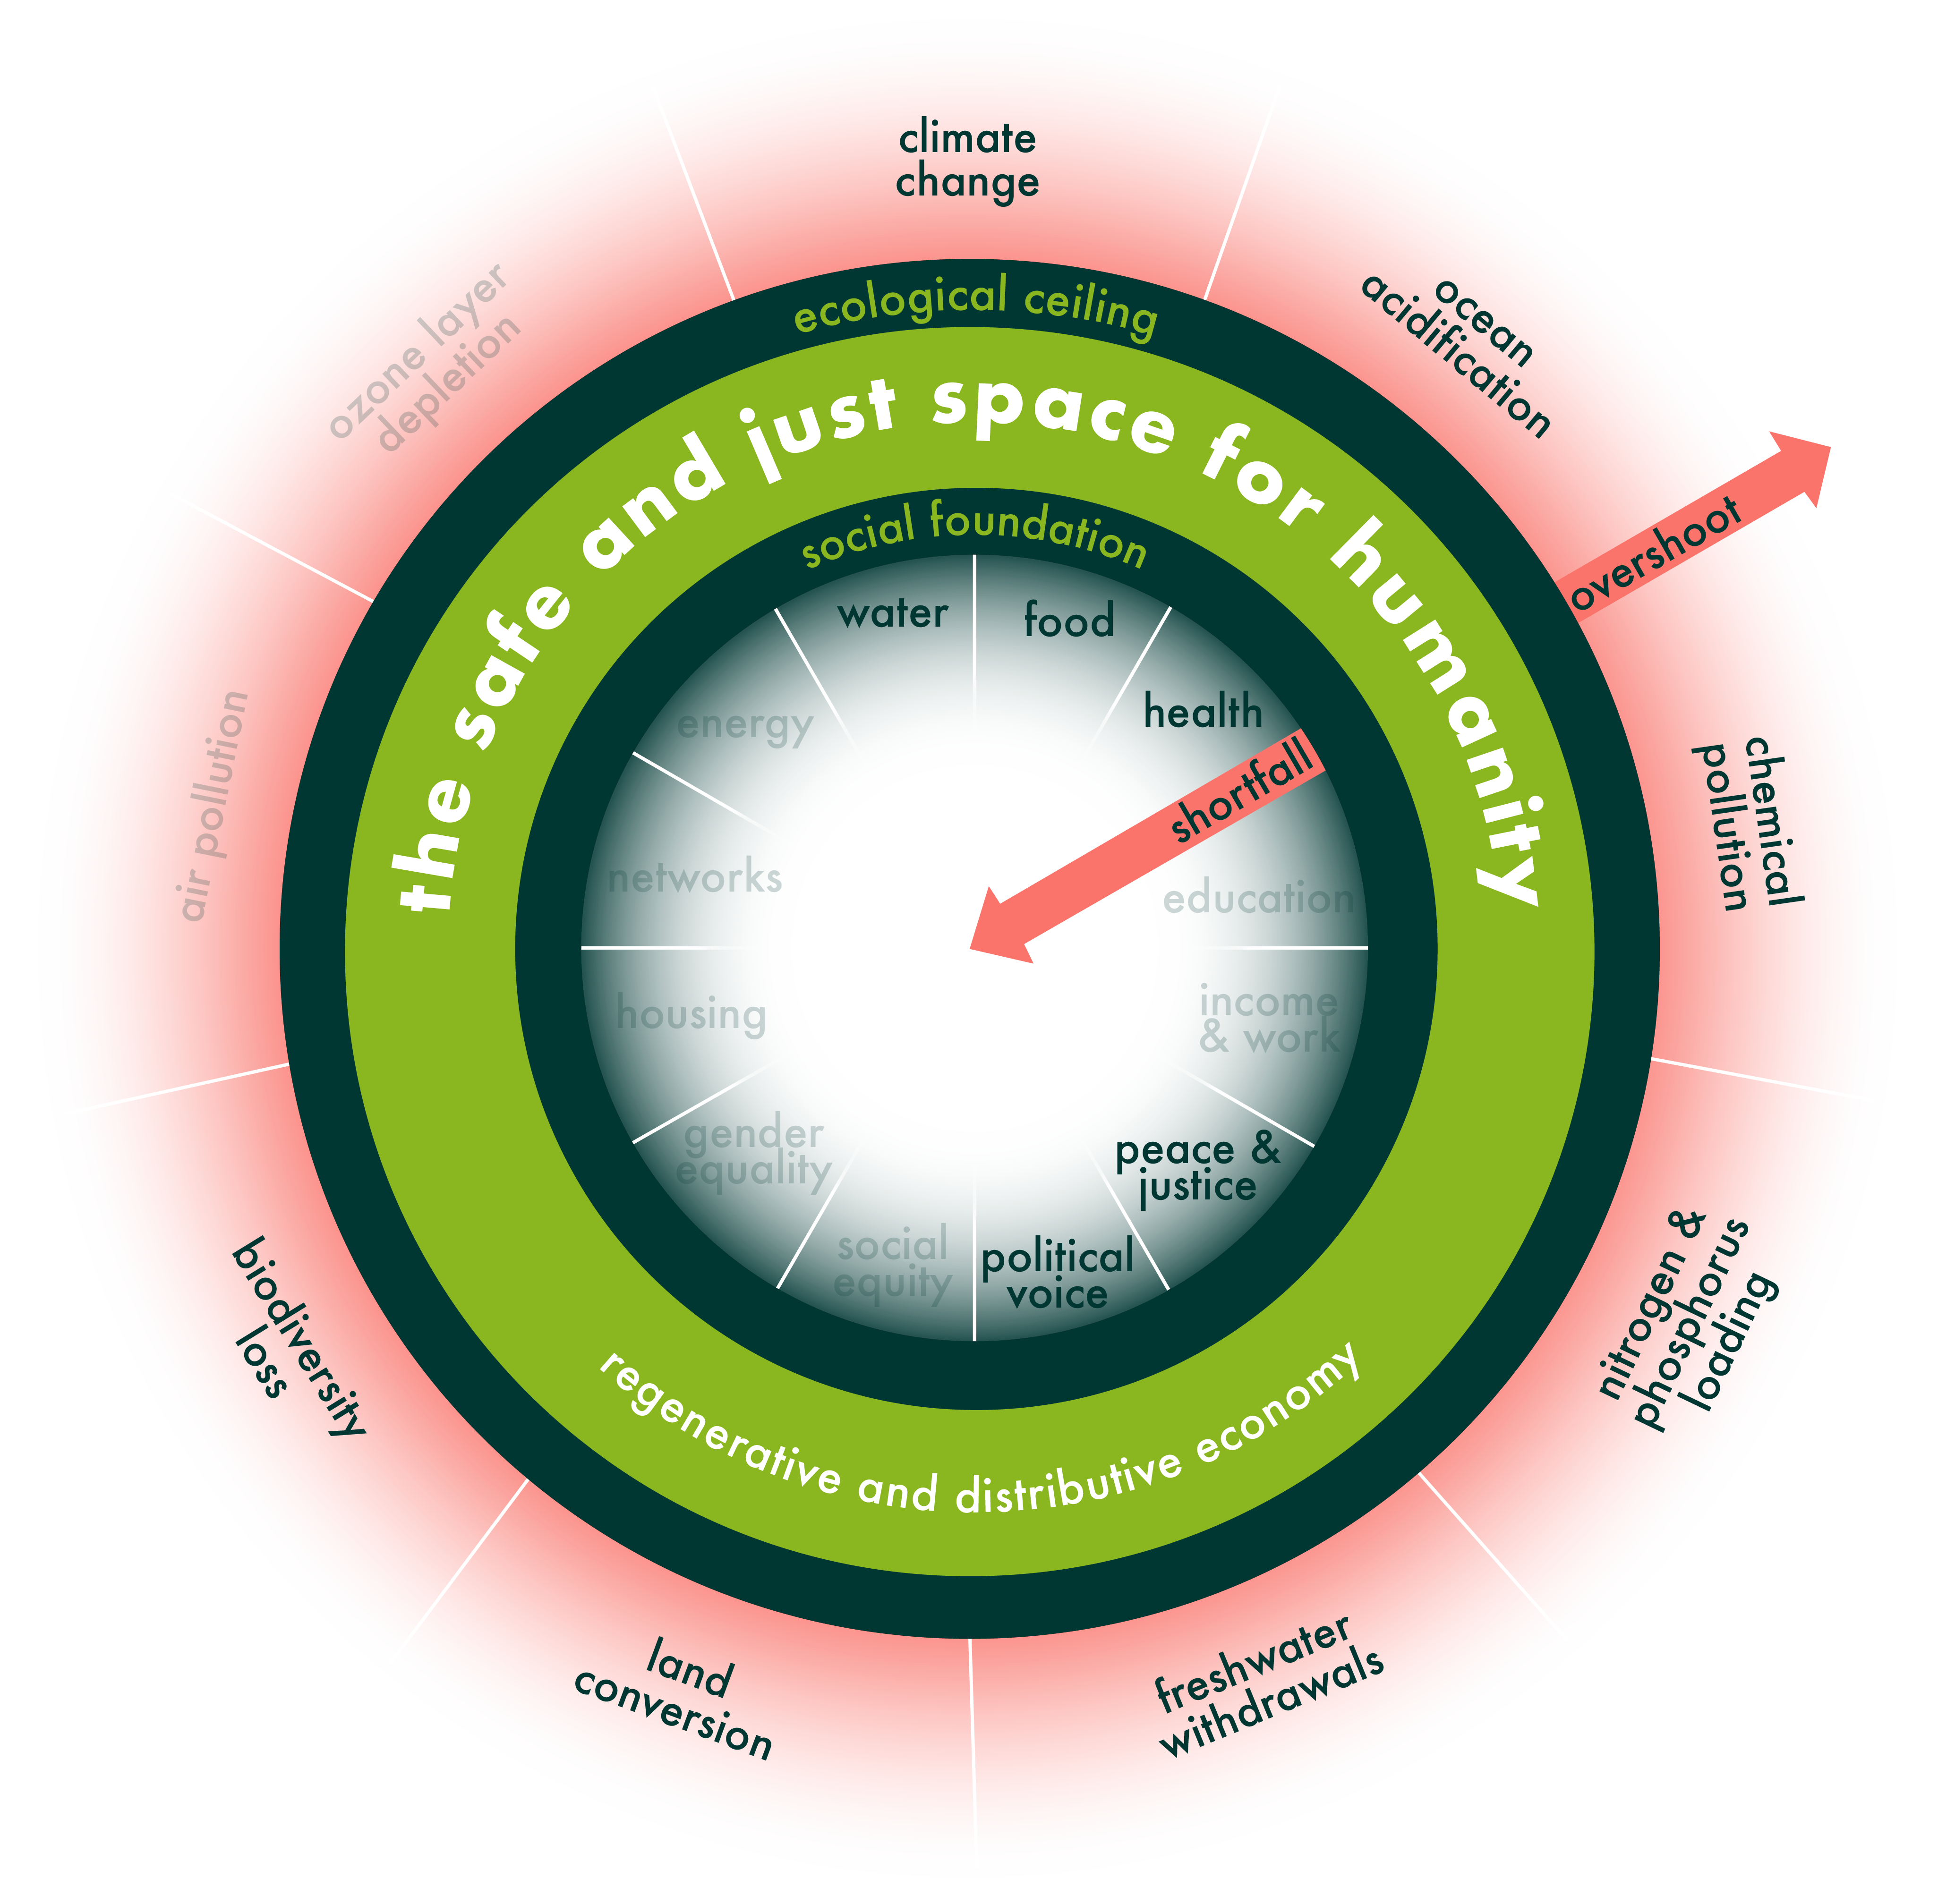 climate
change
ocean
acidification
overshoot
chemical
pollution
nitrogen &
phosphorus
loading
freshwater
withdrawals
land
conversion
biodiversity
loss
air pollution
ozone layer
depletion
ecological ceiling
the safe and just space for humanity
social foundation
water
food
health
shortfall
education
income
& work
peace &
justice
political
voice
social
equity
gender
equality
housing
networks
energy
regenerative and distributive economy